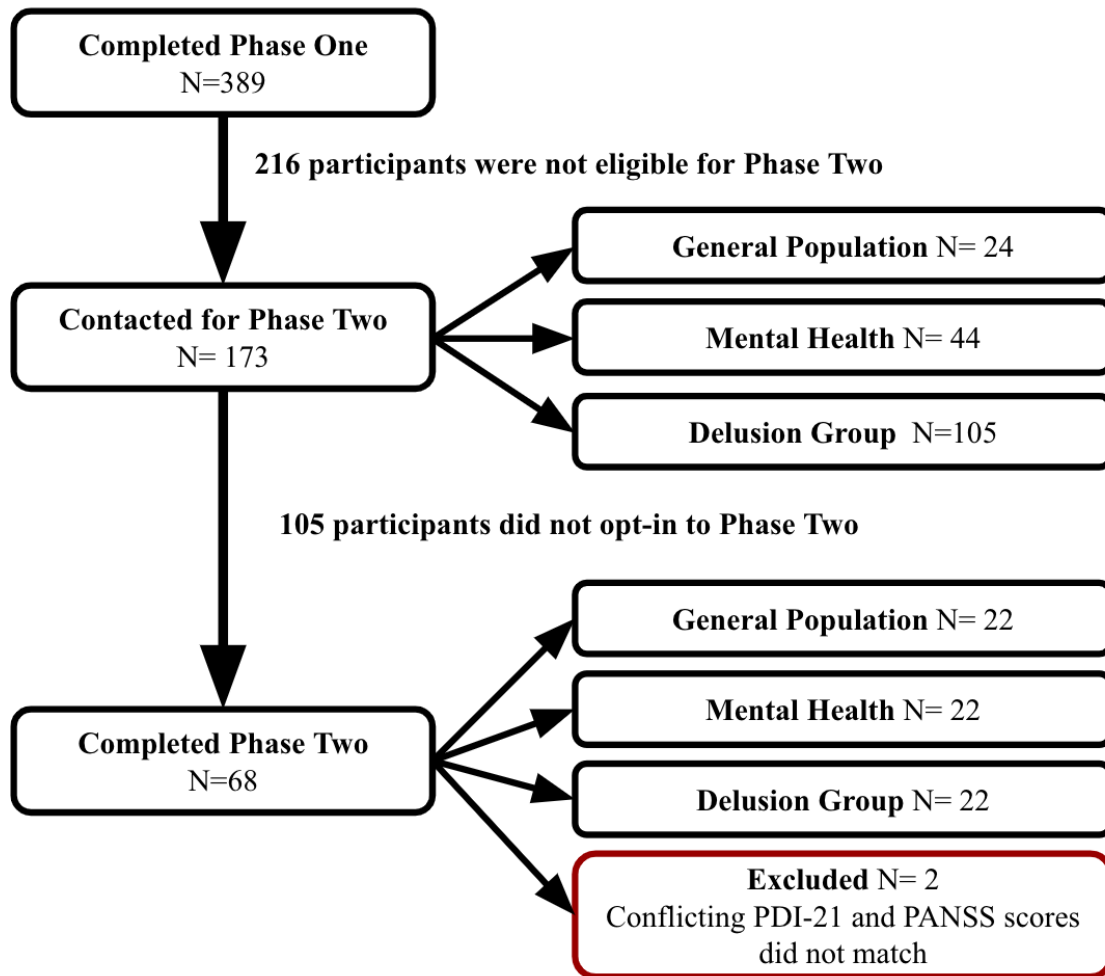 Completed Phase One
N=389
216 participants were not eligible for Phase Two
General Population N= 24
Contacted for Phase Two
N= 173
Mental Health N= 44
Delusion Group N=105
105 participants did not opt-in to Phase Two
General Population N= 22
Mental Health N= 22
Completed Phase Two
N=68
Delusion Group N= 22
Excluded N= 2
Conflicting PDI-21 and PANSS scores
did not match